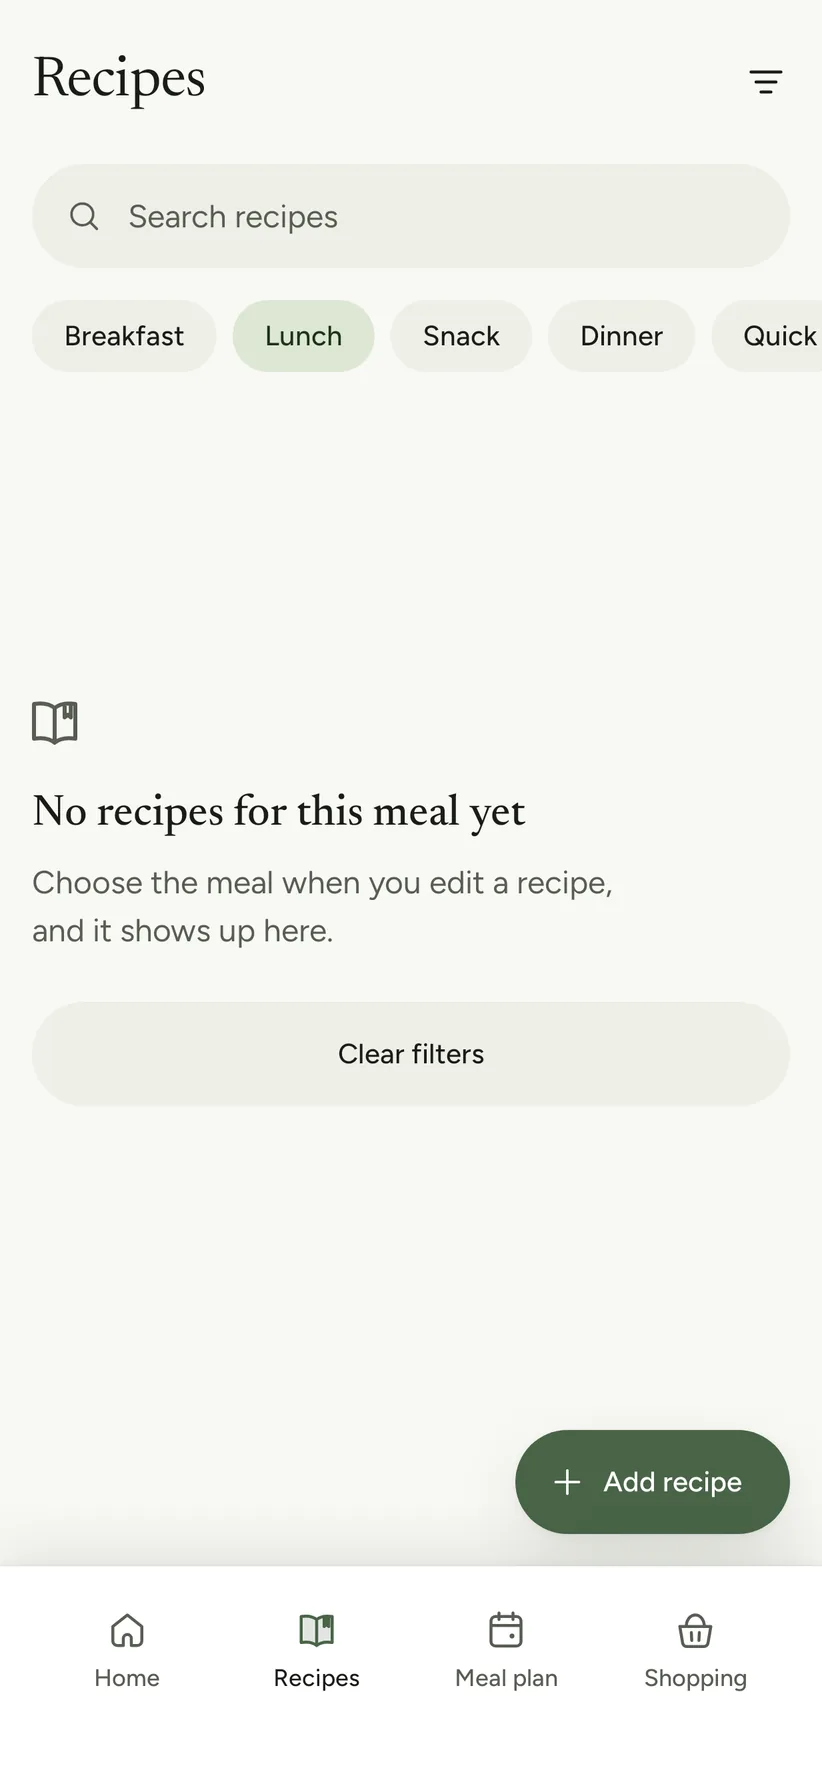 Recipes
Search recipes
Breakfast Lunch Snack Dinner Quick
No recipes for this meal yet
Choose the meal when you edit a recipe,
and it shows up here.
Clear filters
Add recipe
Home Recipes Meal plan Shopping